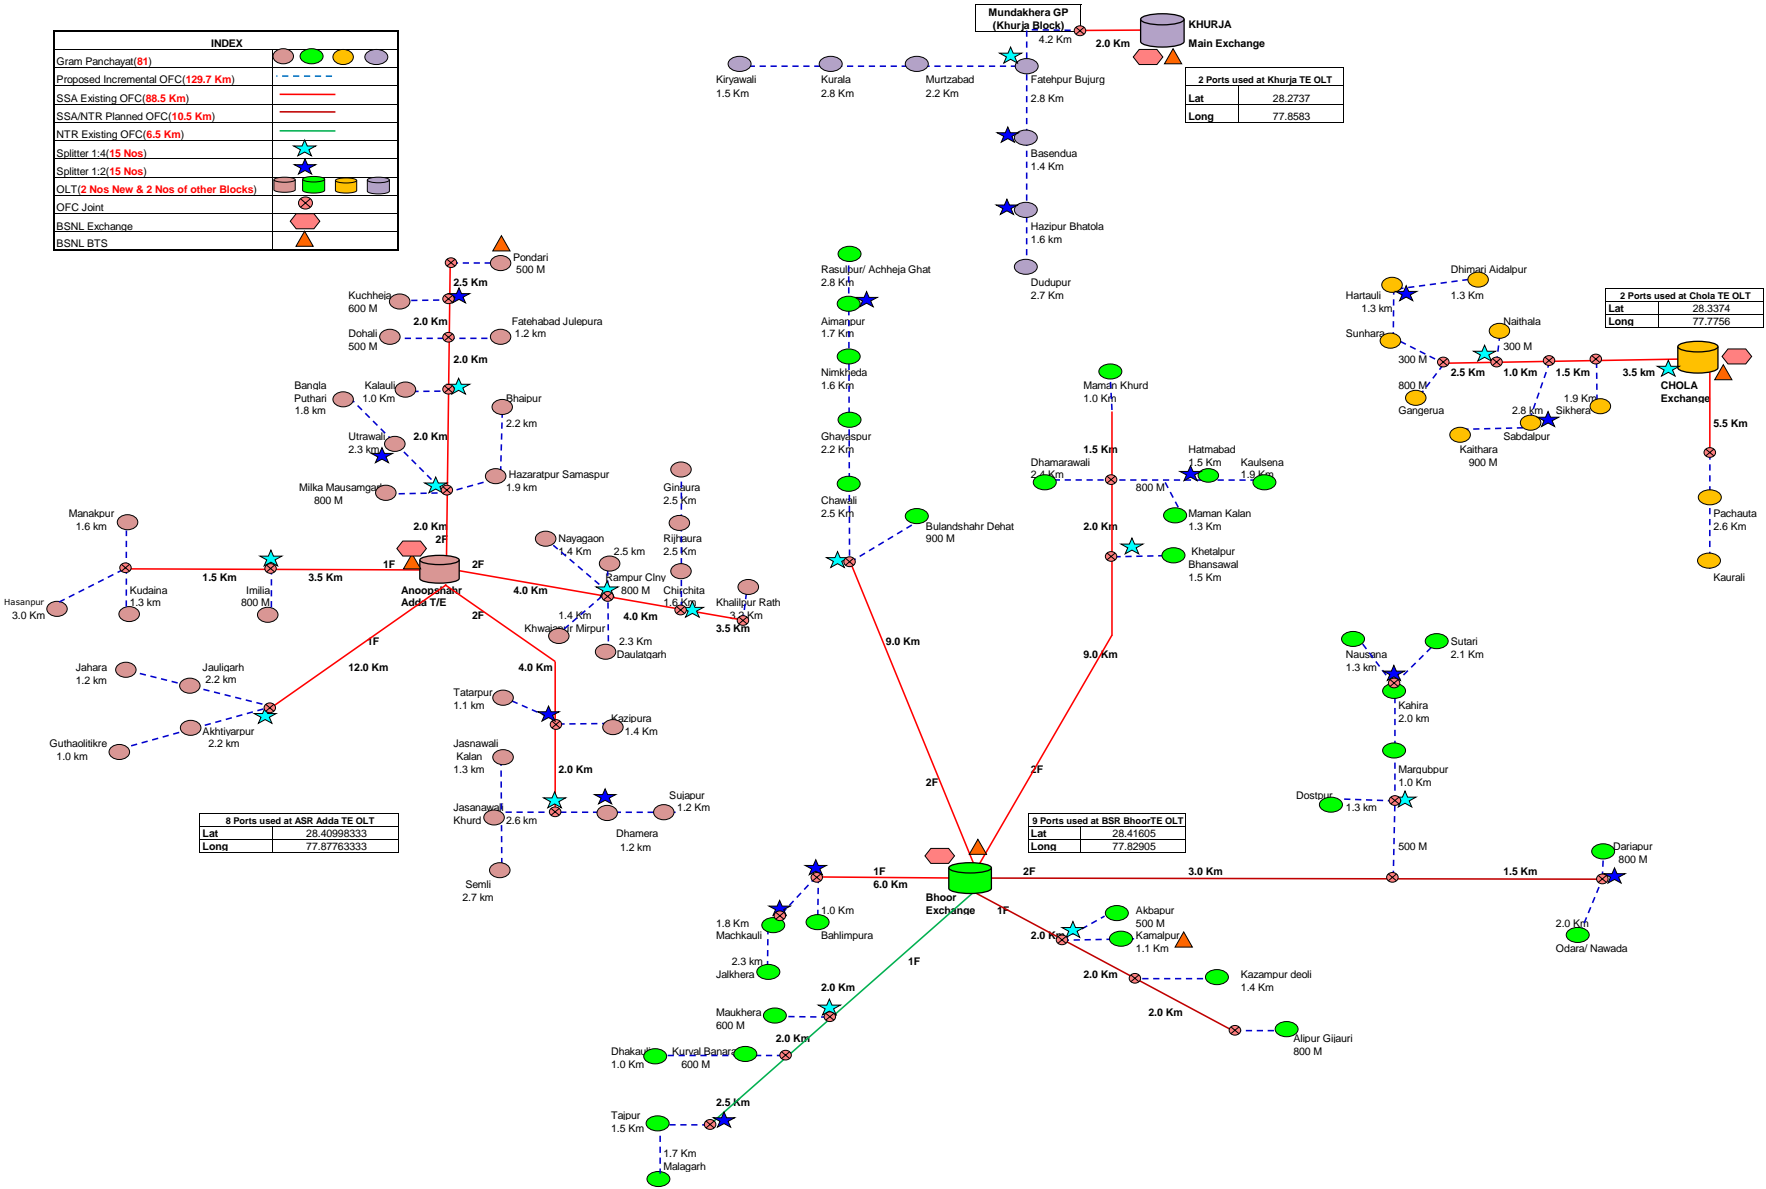 INDEX
Gram Panchayat(81)
Proposed Incremental OFC(129.7 Km)
SSA Existing OFC(88.5 Km)
SSA/NTR Planned OFC(10.5 Km)
NTR Existing OFC(6.5 Km)
Splitter 1:4(15 Nos)
Splitter 1:2(15 Nos)
OLT(2 Nos New & 2 Nos of other Blocks)
OFC Joint
BSNL Exchange
BSNL BTS
Mundakhera GP
(Khurja Block)
4.2 Km
2.0 Km
KHURJA
Main Exchange
2 Ports used at Khurja TE OLT
Lat 28.2737
Long 77.8583
Kiryawali
1.5 Km
Kurala
2.8 Km
Murtzabad
2.2 Km
Fatehpur Bujurg
2.8 Km
Basendua
1.4 Km
Hazipur Bhatola
1.6 km
Dudupur
2.7 Km
Pondari
500 M
2.5 Km
Kuchheja
600 M
2.0 Km
Dohali
500 M
Fatehabad Julepura
1.2 km
2.0 Km
Kalauli
1.0 Km
Bangla
Puthari
1.8 km
2.0 Km
Bhaipur
2.2 km
Utrawali
2.3 km
Hazaratpur Samaspur
1.9 km
Milka Mausamgarh
800 M
2.0 Km
2F
Manakpur
1.6 km
1.5 Km
3.5 Km
1F
2F
Hasanpur
3.0 Km
Kudaina
1.3 km
Imilia
800 M
Anoopshahr
Adda T/E
2F
1F
12.0 Km
Jahara
1.2 km
Jauligarh
2.2 km
Akhtiyarpur
2.2 km
Guthaolitikre
1.0 km
8 Ports used at ASR Adda TE OLT
Lat 28.40998333
Long 77.87763333
Nayagaon
1.4 Km
2.5 km
Rampur Clny
800 M
4.0 Km
Ginaura
2.5 Km
Rijhaura
2.5 Km
Chirchita
1.6 Km
Khalilpur Rath
3.2 Km
4.0 Km
3.5 Km
1.4 Km
Khwajapur Mirpur
2.3 Km
Daulatgarh
4.0 Km
Tatarpur
1.1 km
Kazipura
1.4 Km
2.0 Km
Jasnawali
Kalan
1.3 km
Jasanawali
Khurd
2.6 km
Semli
2.7 km
Sujapur
1.2 Km
Dhamera
1.2 km
Rasulpur/ Achheja Ghat
2.8 Km
Aimanpur
1.7 Km
Nimkheda
1.6 Km
Ghayaspur
2.2 Km
Chawali
2.5 Km
Bulandshahr Dehat
900 M
9.0 Km
2F
Maman Khurd
1.0 Km
1.5 Km
Dhamarawali
2.4 Km
Hatmabad
1.5 Km
Kaulsena
1.9 Km
800 M
Maman Kalan
1.3 Km
2.0 Km
Khetalpur
Bhansawal
1.5 Km
9.0 Km
2F
Dhimari Aidalpur
1.3 Km
Hartauli
1.3 km
Sunhara
300 M
Naithala
300 M
800 M
Gangerua
2.5 Km
1.0 Km
1.5 Km
3.5 km
2.8 km
Sabdalpur
1.9 Km
Sikhera
Kaithara
900 M
2 Ports used at Chola TE OLT
Lat 28.3374
Long 77.7756
CHOLA
Exchange
5.5 Km
Pachauta
2.6 Km
Kaurali
Nausana
1.3 km
Sutari
2.1 Km
Kahira
2.0 km
Margubpur
1.0 Km
Dostpur
1.3 km
500 M
9 Ports used at BSR BhoorTE OLT
Lat 28.41605
Long 77.82905
Bhoor
Exchange
2F
3.0 Km
1.5 Km
Dariapur
800 M
2.0 Km
Odara/ Nawada
1F
6.0 Km
1.0 Km
Bahlimpura
1.8 Km
Machkauli
2.3 km
Jalkhera
1F
2.0 Km
Akbapur
500 M
Kamalpur
1.1 Km
2.0 Km
Kazampur deoli
1.4 Km
2.0 Km
Alipur Gijauri
800 M
1F
2.0 Km
Maukhera
600 M
2.0 Km
Dhakauli
1.0 Km
Kurval Banaras
600 M
2.5 Km
Tajpur
1.5 Km
1.7 Km
Malagarh